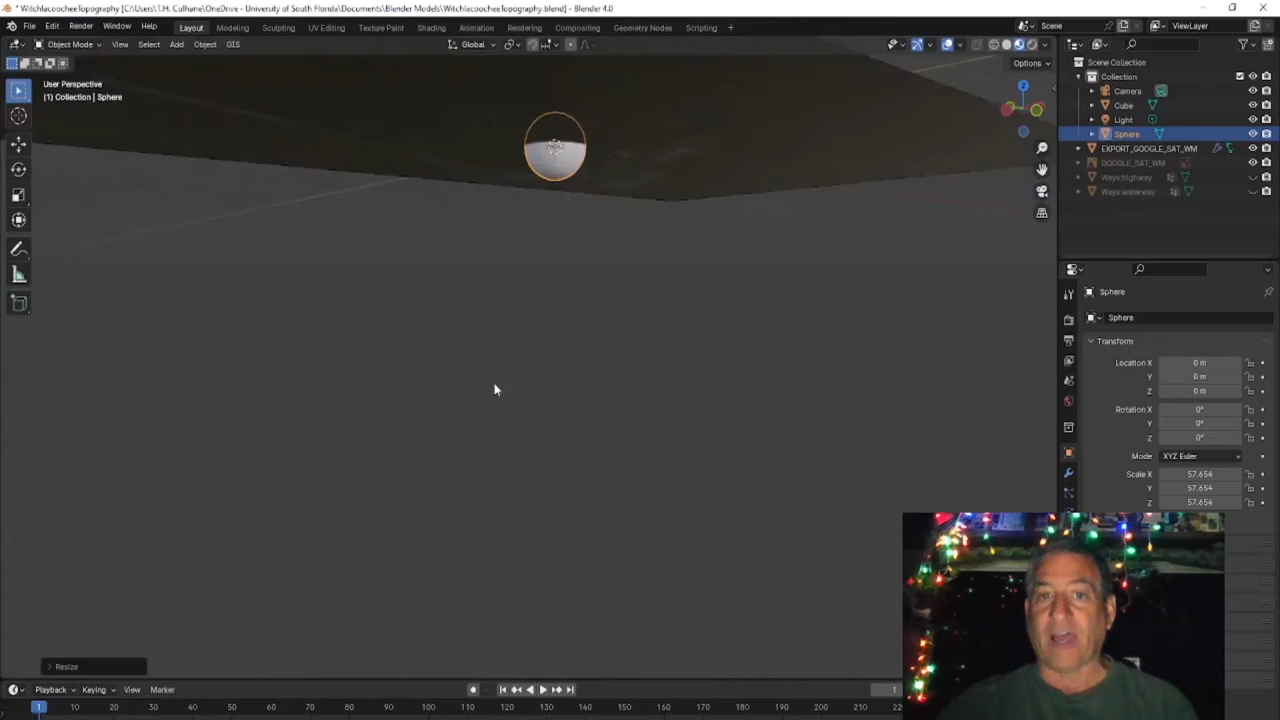 * WitchlacoocheeTopography [C:\Users\T.H. Culhane\OneDrive - University of South Florida\Documents\Blender Models\WitchlacoocheeTopography.blend] - Blender 4.0
File Edit Render Window Help Layout Modeling Sculpting UV Editing Texture Paint Shading Animation Rendering Compositing Geometry Nodes Scripting + Scene ViewLayer
Object Mode View Select Add Object GIS Global
Options
User Perspective
(1) Collection | Sphere
Z
Scene Collection
Collection
Camera
Cube
Light
Sphere
EXPORT_GOOGLE_SAT_WM
GOOGLE_SAT_WM
Ways:highway
Ways:waterway
Sphere
Sphere
Transform
Location X 0 m
Y 0 m
Z 0 m
Rotation X 0°
Y 0°
Z 0°
Mode XYZ Euler
Scale X 57.654
Y 57.654
Z 57.654
Resize
Playback Keying View Marker 1
1 10 20 30 40 50 60 70 80 90 100 110 120 130 140 150 160 170 180 190 200 210 220